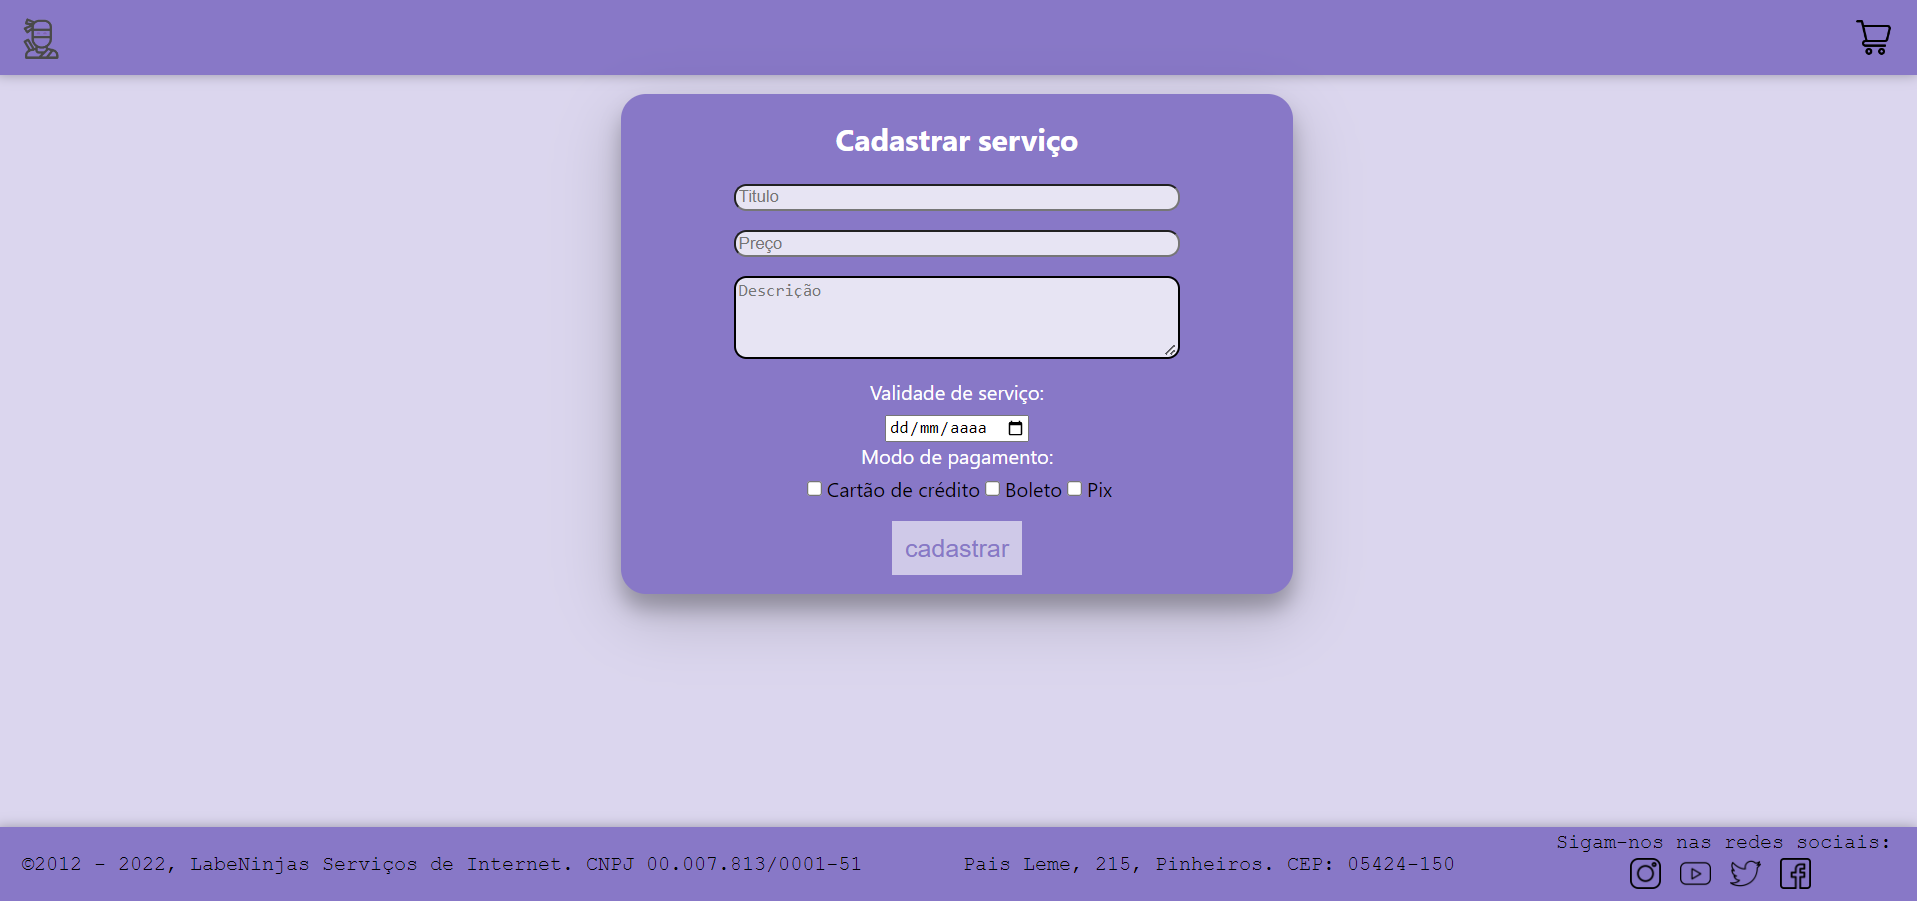 Cadastrar serviço
Titulo
Preço
Descrição
Validade de serviço:
dd/mm/aaaa
Modo de pagamento:
Cartão de crédito Boleto Pix
cadastrar
©2012 - 2022, LabeNinjas Serviços de Internet. CNPJ 00.007.813/0001-51
Pais Leme, 215, Pinheiros. CEP: 05424-150
Sigam-nos nas redes sociais: